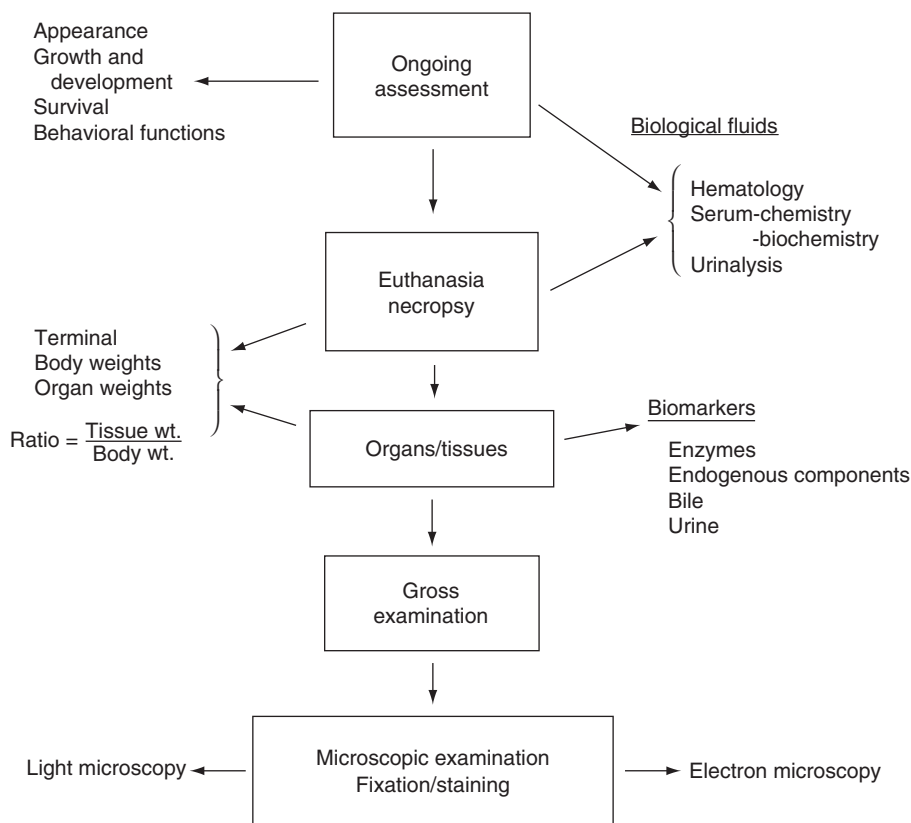 Appearance
Growth and
development
Survival
Behavioral functions
Ongoing
assessment
Biological fluids
Hematology
Serum-chemistry
-biochemistry
Urinalysis
Euthanasia
necropsy
Terminal
Body weights
Organ weights
Ratio = Tissue wt.
Body wt.
Organs/tissues
Biomarkers
Enzymes
Endogenous components
Bile
Urine
Gross
examination
Microscopic examination
Fixation/staining
Light microscopy
Electron microscopy